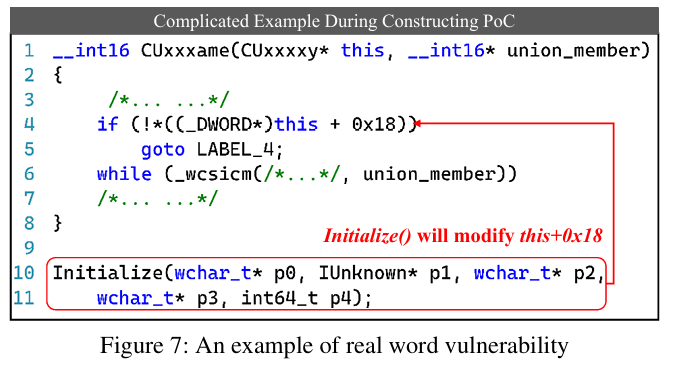 Complicated Example During Constructing PoC
1 __int16 CUxxxame(CUxxxxy* this, __int16* union_member)
2 {
3 /*... ...*/
4 if (!*((_DWORD*)this + 0x18))
5 goto LABEL_4;
6 while (_wcsicm(/*...*/, union_member))
7 /*... ...*/
8 }
9
Initialize() will modify this+0x18
10 Initialize(wchar_t* p0, IUnknown* p1, wchar_t* p2,
11 wchar_t* p3, int64_t p4);
Figure 7: An example of real word vulnerability